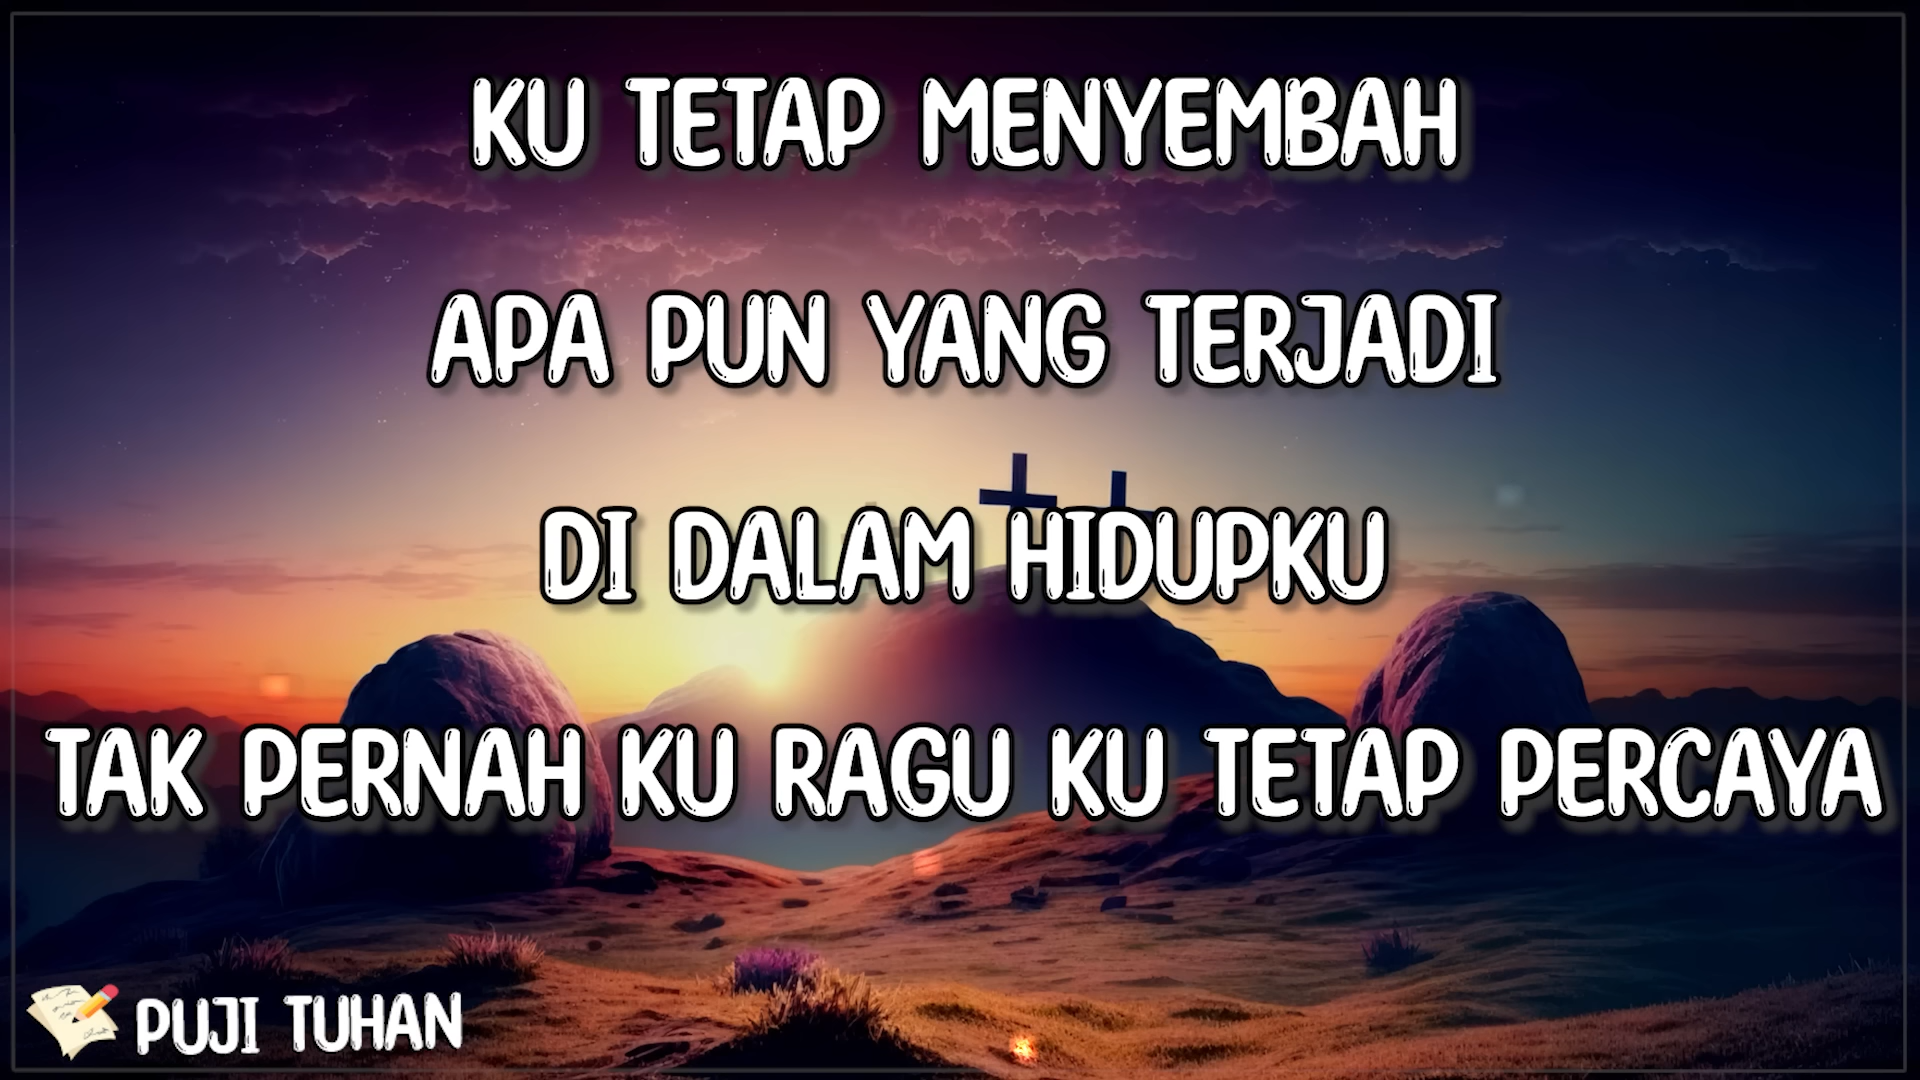 KU TETAP MENYEMBAH
APA PUN YANG TERJADI
DI DALAM HIDUPKU
TAK PERNAH KU RAGU KU TETAP PERCAYA
PUJI TUHAN